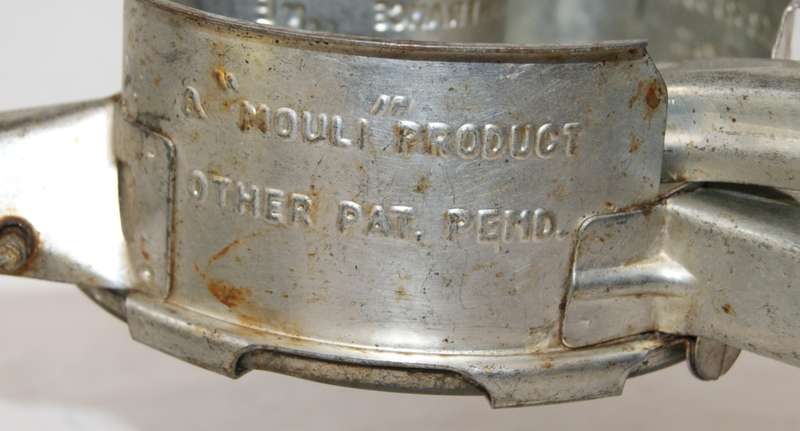 A "MOULI" PRODUCT
OTHER PAT. PEND.